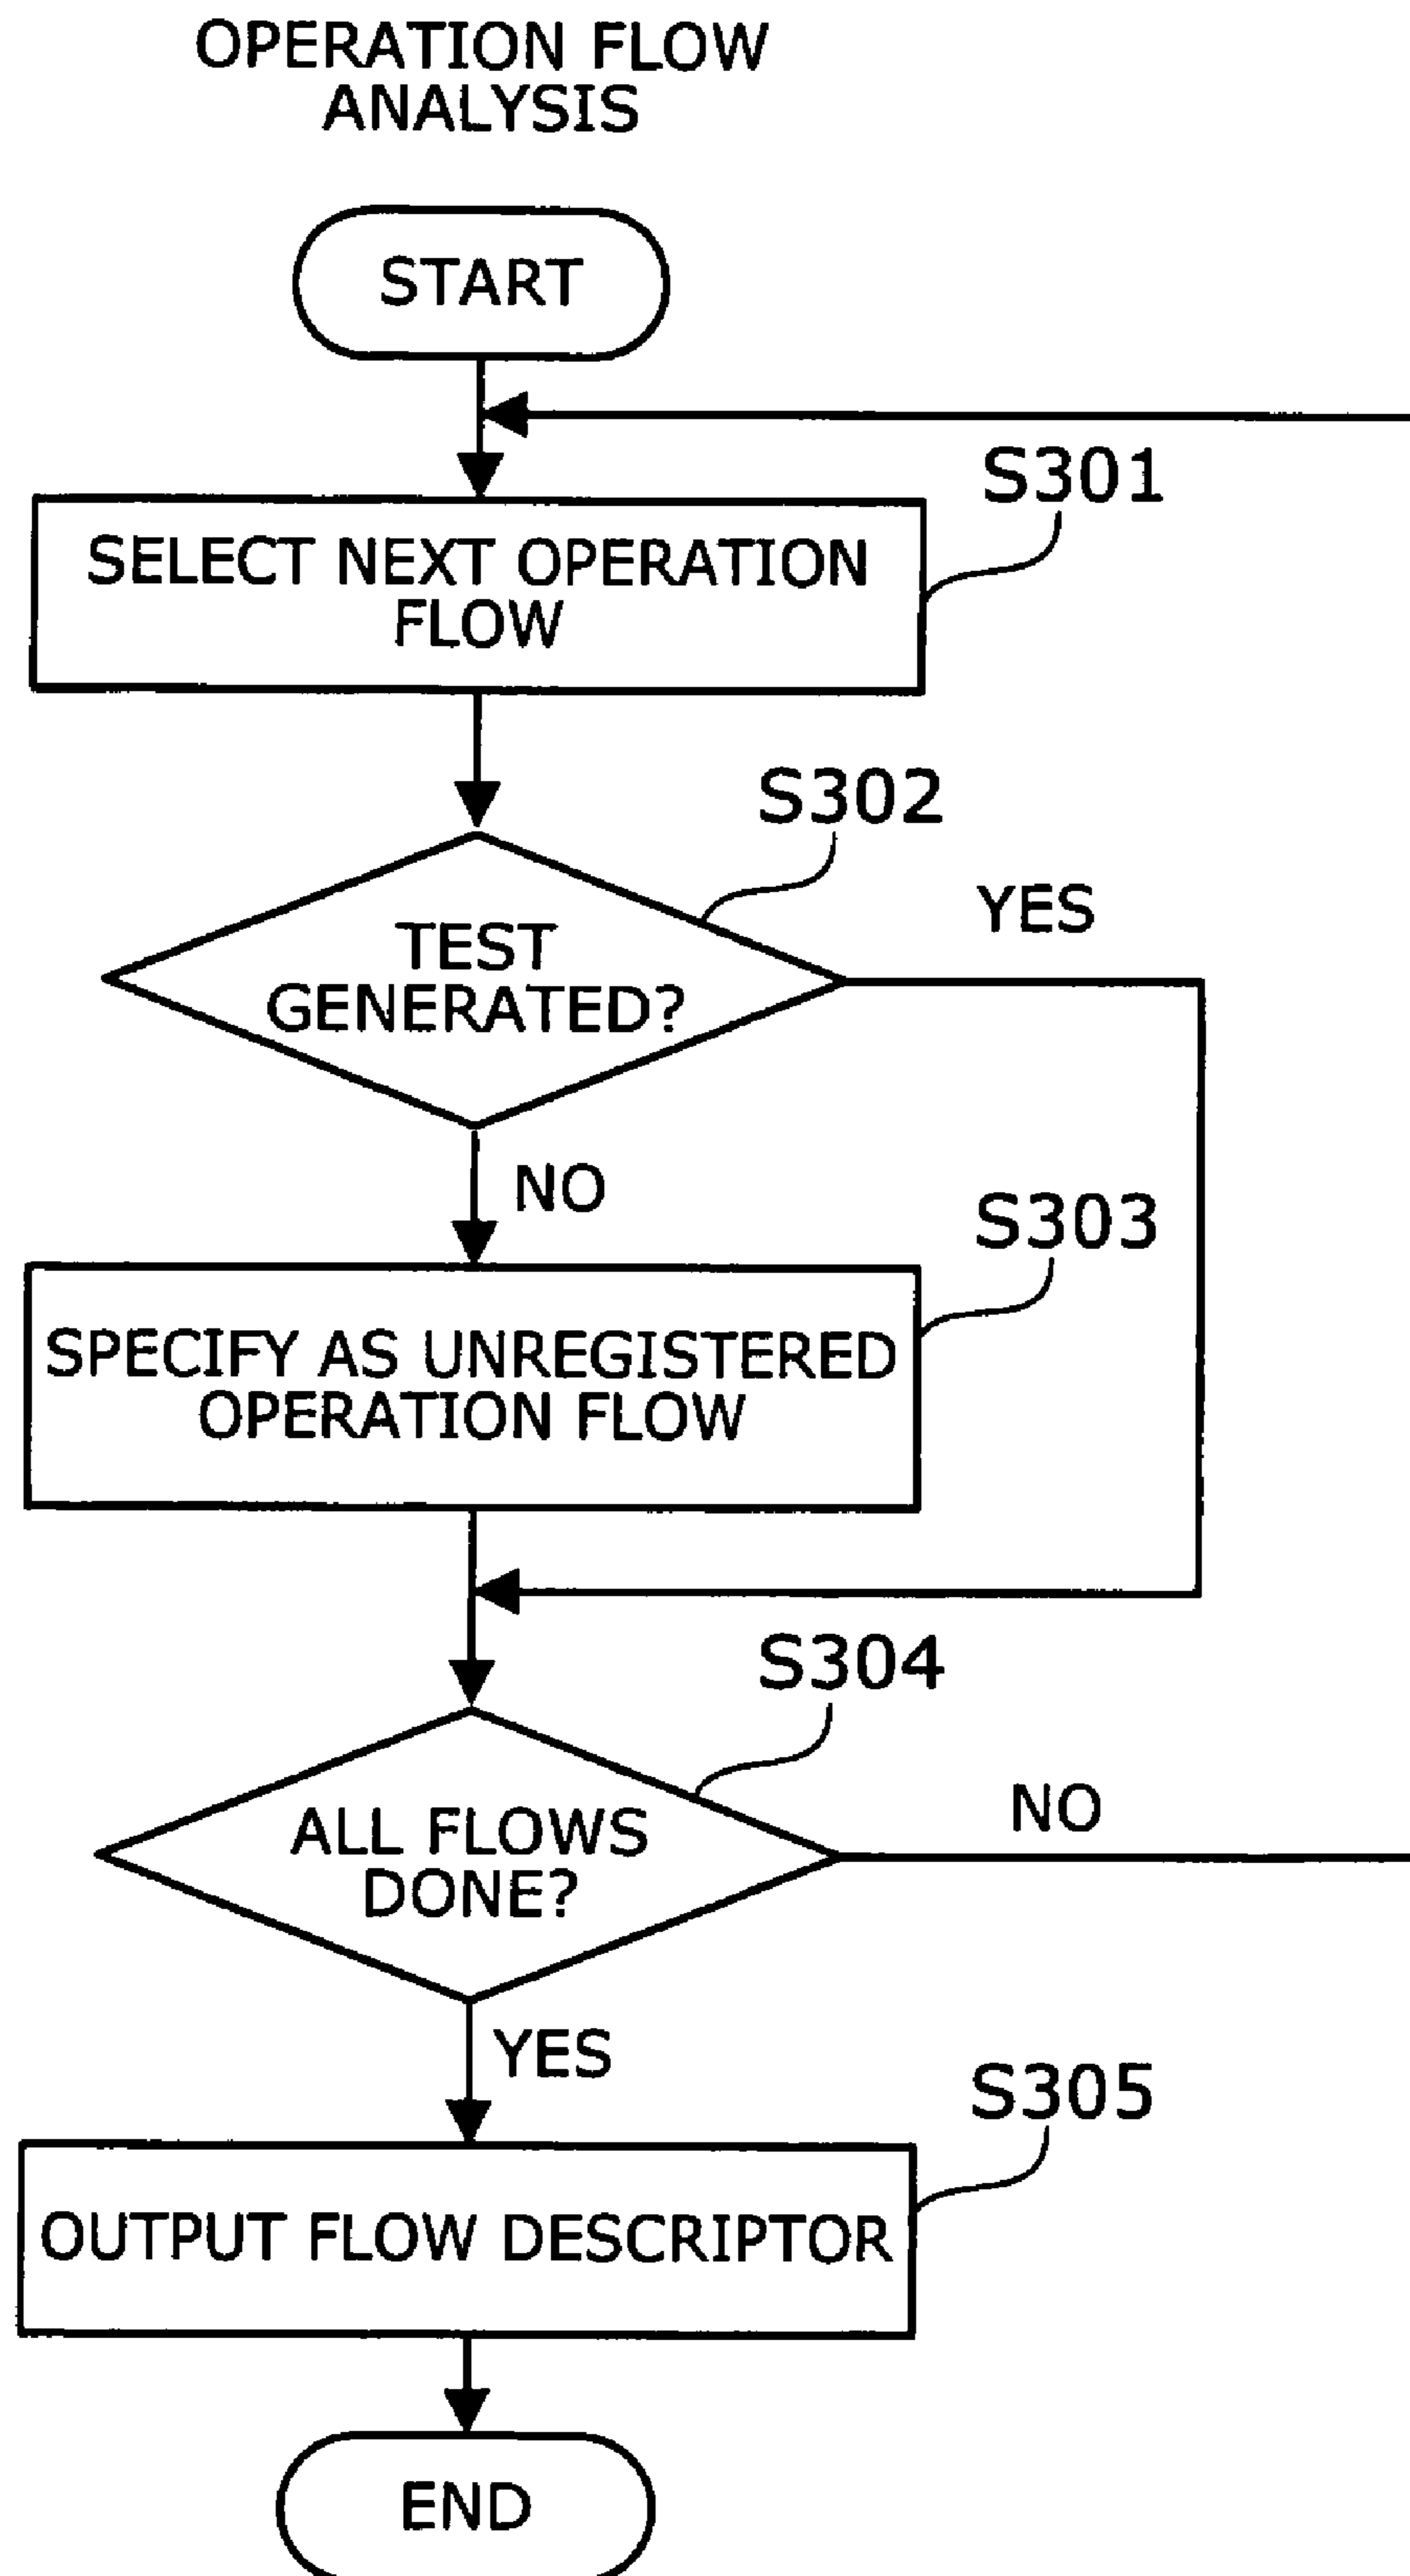 OPERATION FLOW
ANALYSIS
START
S301
SELECT NEXT OPERATION
FLOW
S302
TEST
GENERATED?
YES
NO
S303
SPECIFY AS UNREGISTERED
OPERATION FLOW
S304
ALL FLOWS
DONE?
NO
YES
S305
OUTPUT FLOW DESCRIPTOR
END